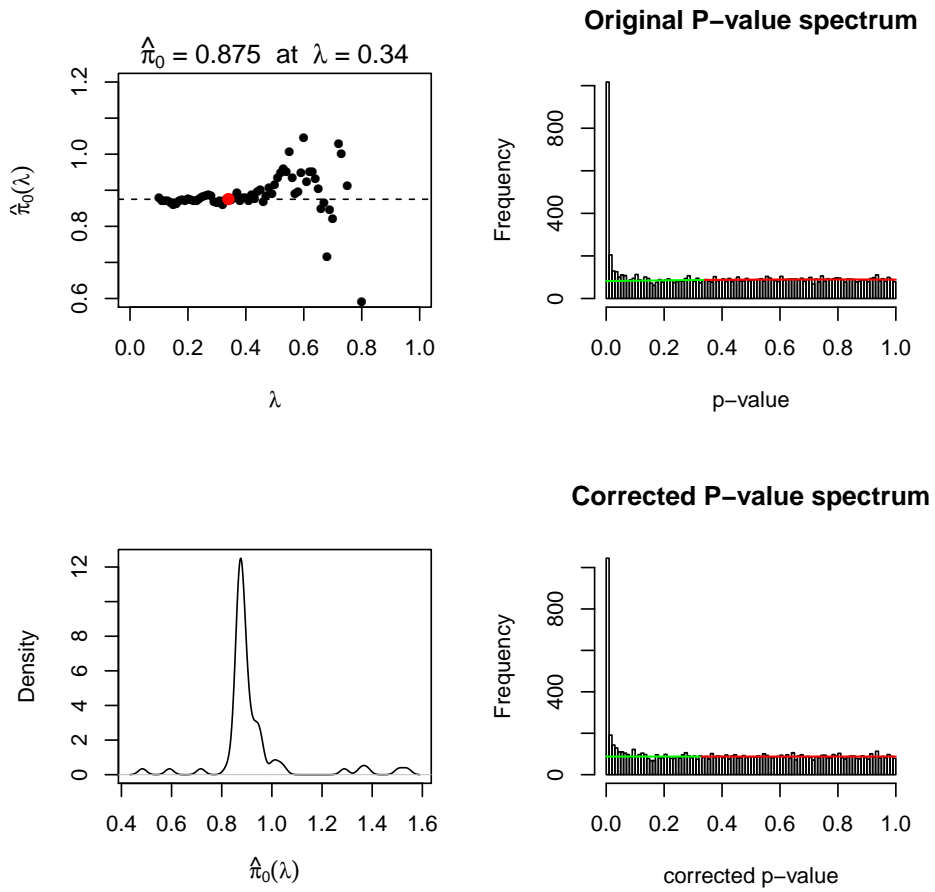 π̂₀ = 0.875 at λ = 0.34
π̂₀(λ)
1.2
1.0
0.8
0.6
0.0 0.2 0.4 0.6 0.8 1.0
λ
Original P−value spectrum
Frequency
800
400
0
0.0 0.2 0.4 0.6 0.8 1.0
p−value
Density
12
8
6
4
2
0
0.4 0.6 0.8 1.0 1.2 1.4 1.6
π̂₀(λ)
Corrected P−value spectrum
Frequency
800
400
0
0.0 0.2 0.4 0.6 0.8 1.0
corrected p−value